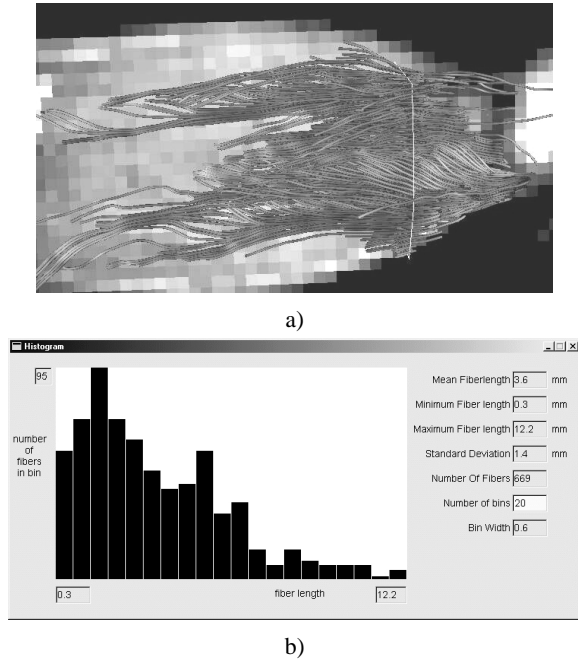 a)
Histogram
95
number
of
fibers
in bin
0.3
fiber length
12.2
Mean Fiberlength 3.6 mm
Minimum Fiber length 0.3 mm
Maximum Fiber length 12.2 mm
Standard Deviation 1.4 mm
Number Of Fibers 669
Number of bins 20
Bin Width 0.6
b)